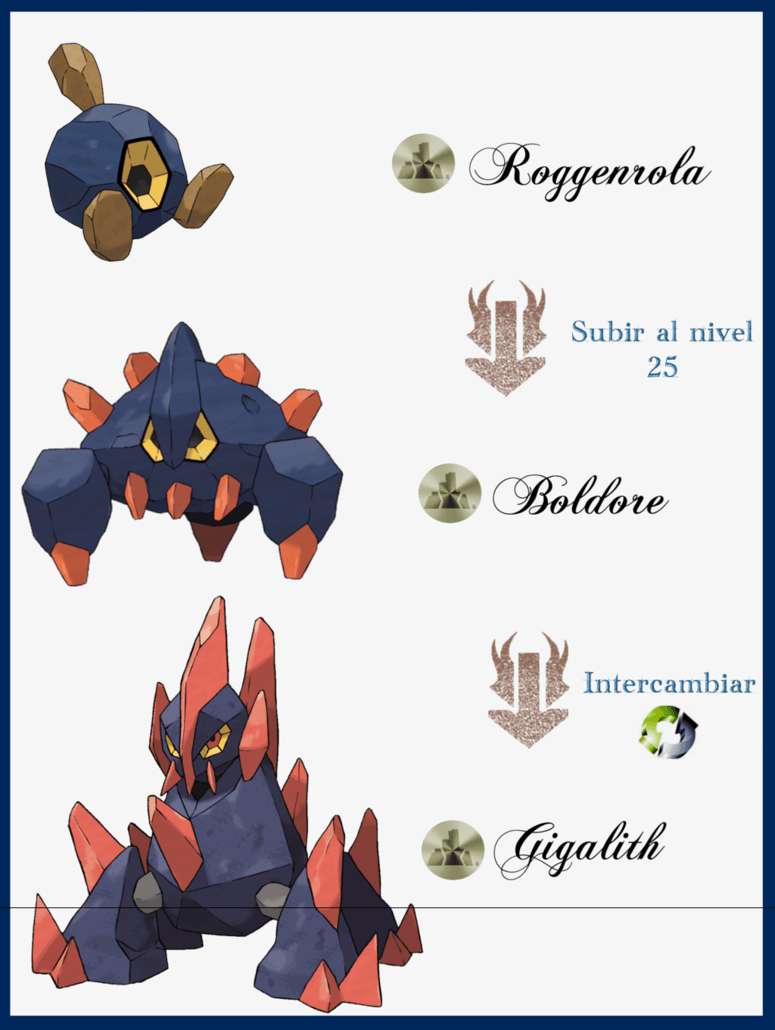 Roggenrola
Subir al nivel
25
Boldore
Intercambiar
Gigalith